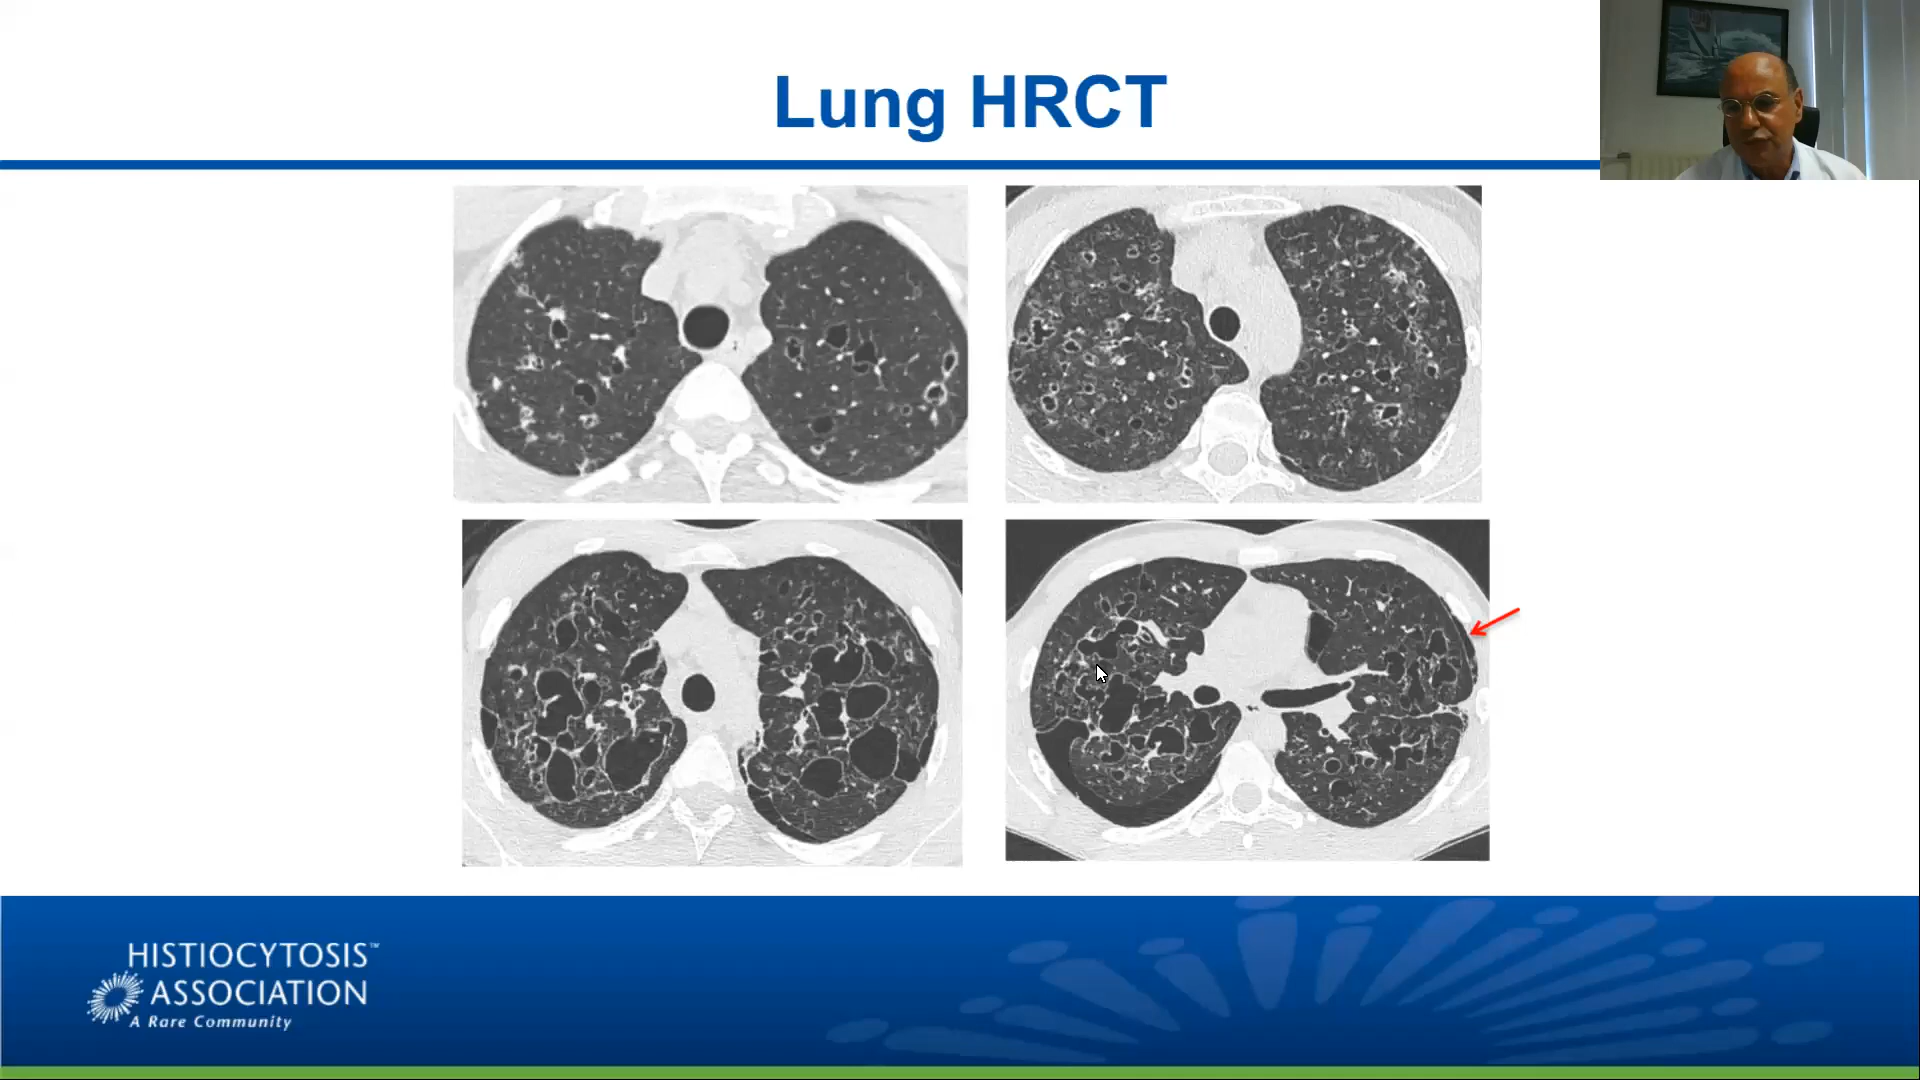 Lung HRCT
HISTIOCYTOSIS™
ASSOCIATION
A Rare Community